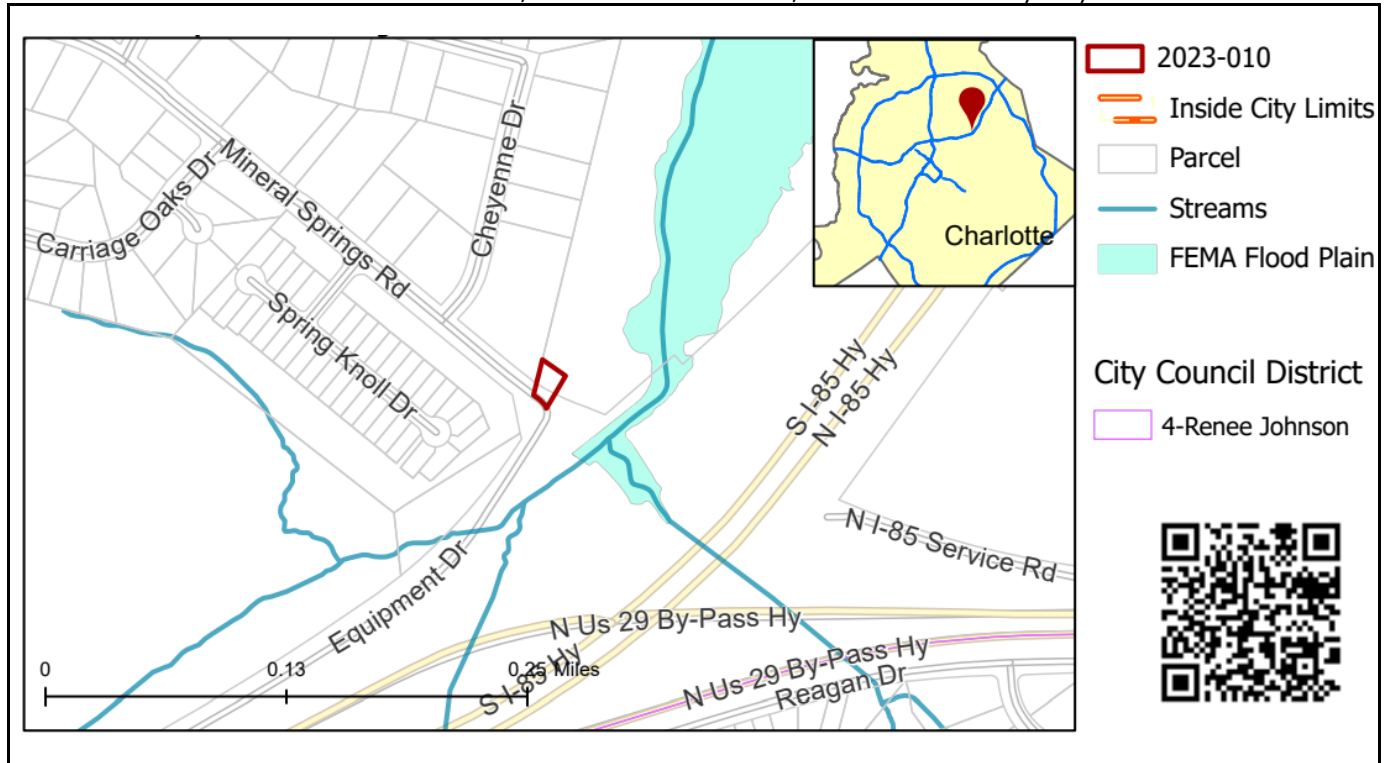 Cheyenne Dr
Mineral Springs Rd
Carriage Oaks Dr
Spring Knoll Dr
Equipment Dr
S I-85 Hy
N I-85 Hy
N I-85 Service Rd
N Us 29 By-Pass Hy
S I-85 Hy
N Us 29 By-Pass Hy
Reagan Dr
0 0.13 0.25 Miles
Charlotte
2023-010
Inside City Limits
Parcel
Streams
FEMA Flood Plain
City Council District
4-Renee Johnson